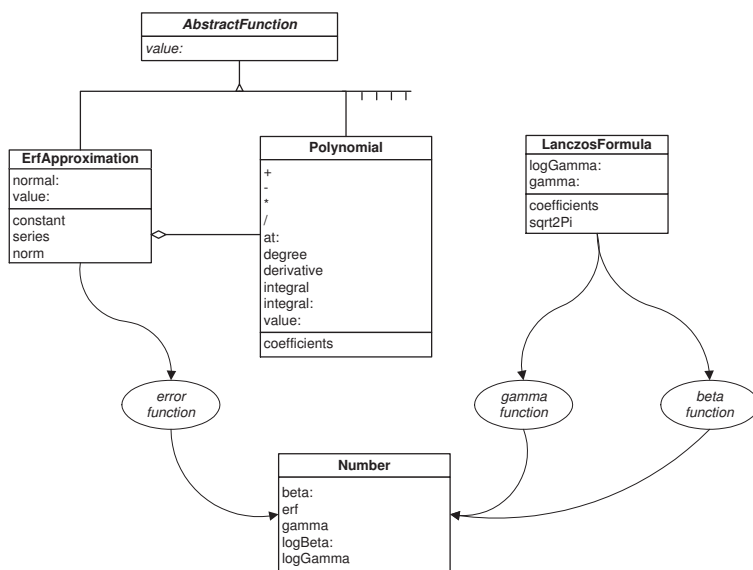 AbstractFunction
value:
ErfApproximation
normal:
value:
constant
series
norm
Polynomial
+
-
*
/
at:
degree
derivative
integral
integral:
value:
coefficients
LanczosFormula
logGamma:
gamma:
coefficients
sqrt2Pi
error
function
gamma
function
beta
function
Number
beta:
erf
gamma
logBeta:
logGamma